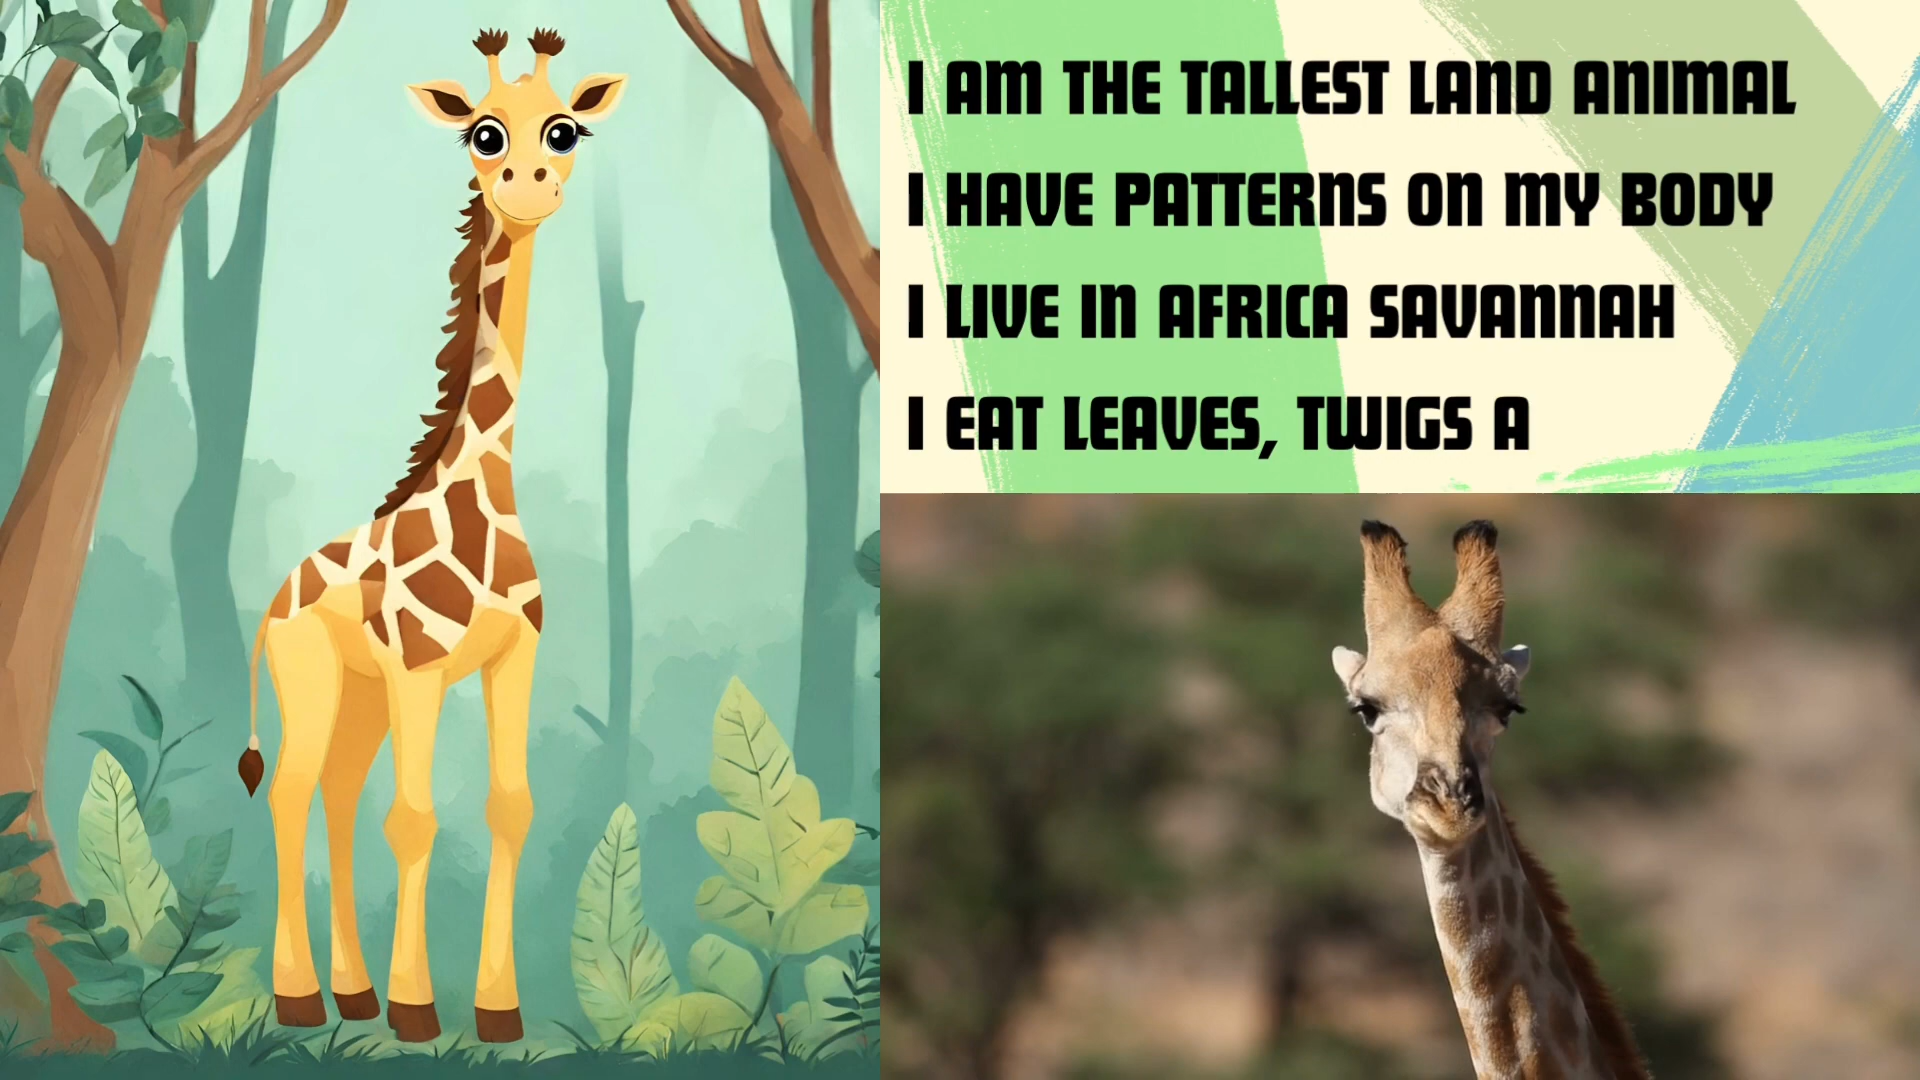 I AM THE TALLEST LAND ANIMAL
I HAVE PATTERNS ON MY BODY
I LIVE IN AFRICA SAVANNAH
I EAT LEAVES, TWIGS A